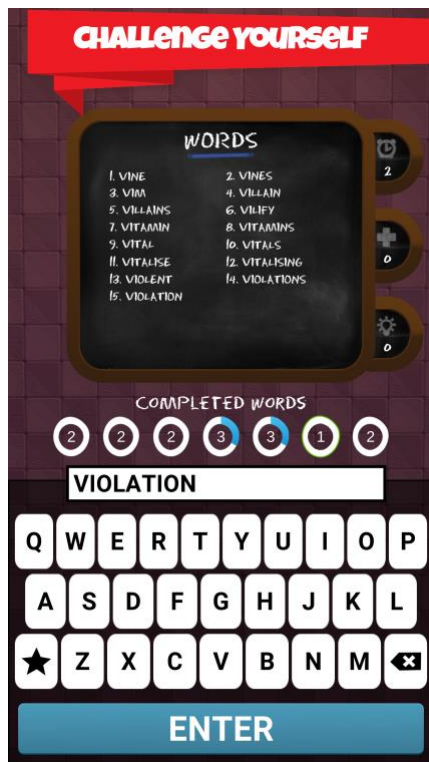 CHALLENGE YOURSELF
WORDS
1. VINE 2. VINES
3. VIM 4. VILLAIN
5. VILLAINS 6. VILIFY
7. VITAMIN 8. VITAMINS
9. VITAL 10. VITALS
11. VITALISE 12. VITALISING
13. VIOLENT 14. VIOLATIONS
15. VIOLATION
2
0
0
COMPLETED WORDS
2 2 2 3 3 1 2
VIOLATION
Q W E R T Y U I O P
A S D F G H J K L
Z X C V B N M
ENTER